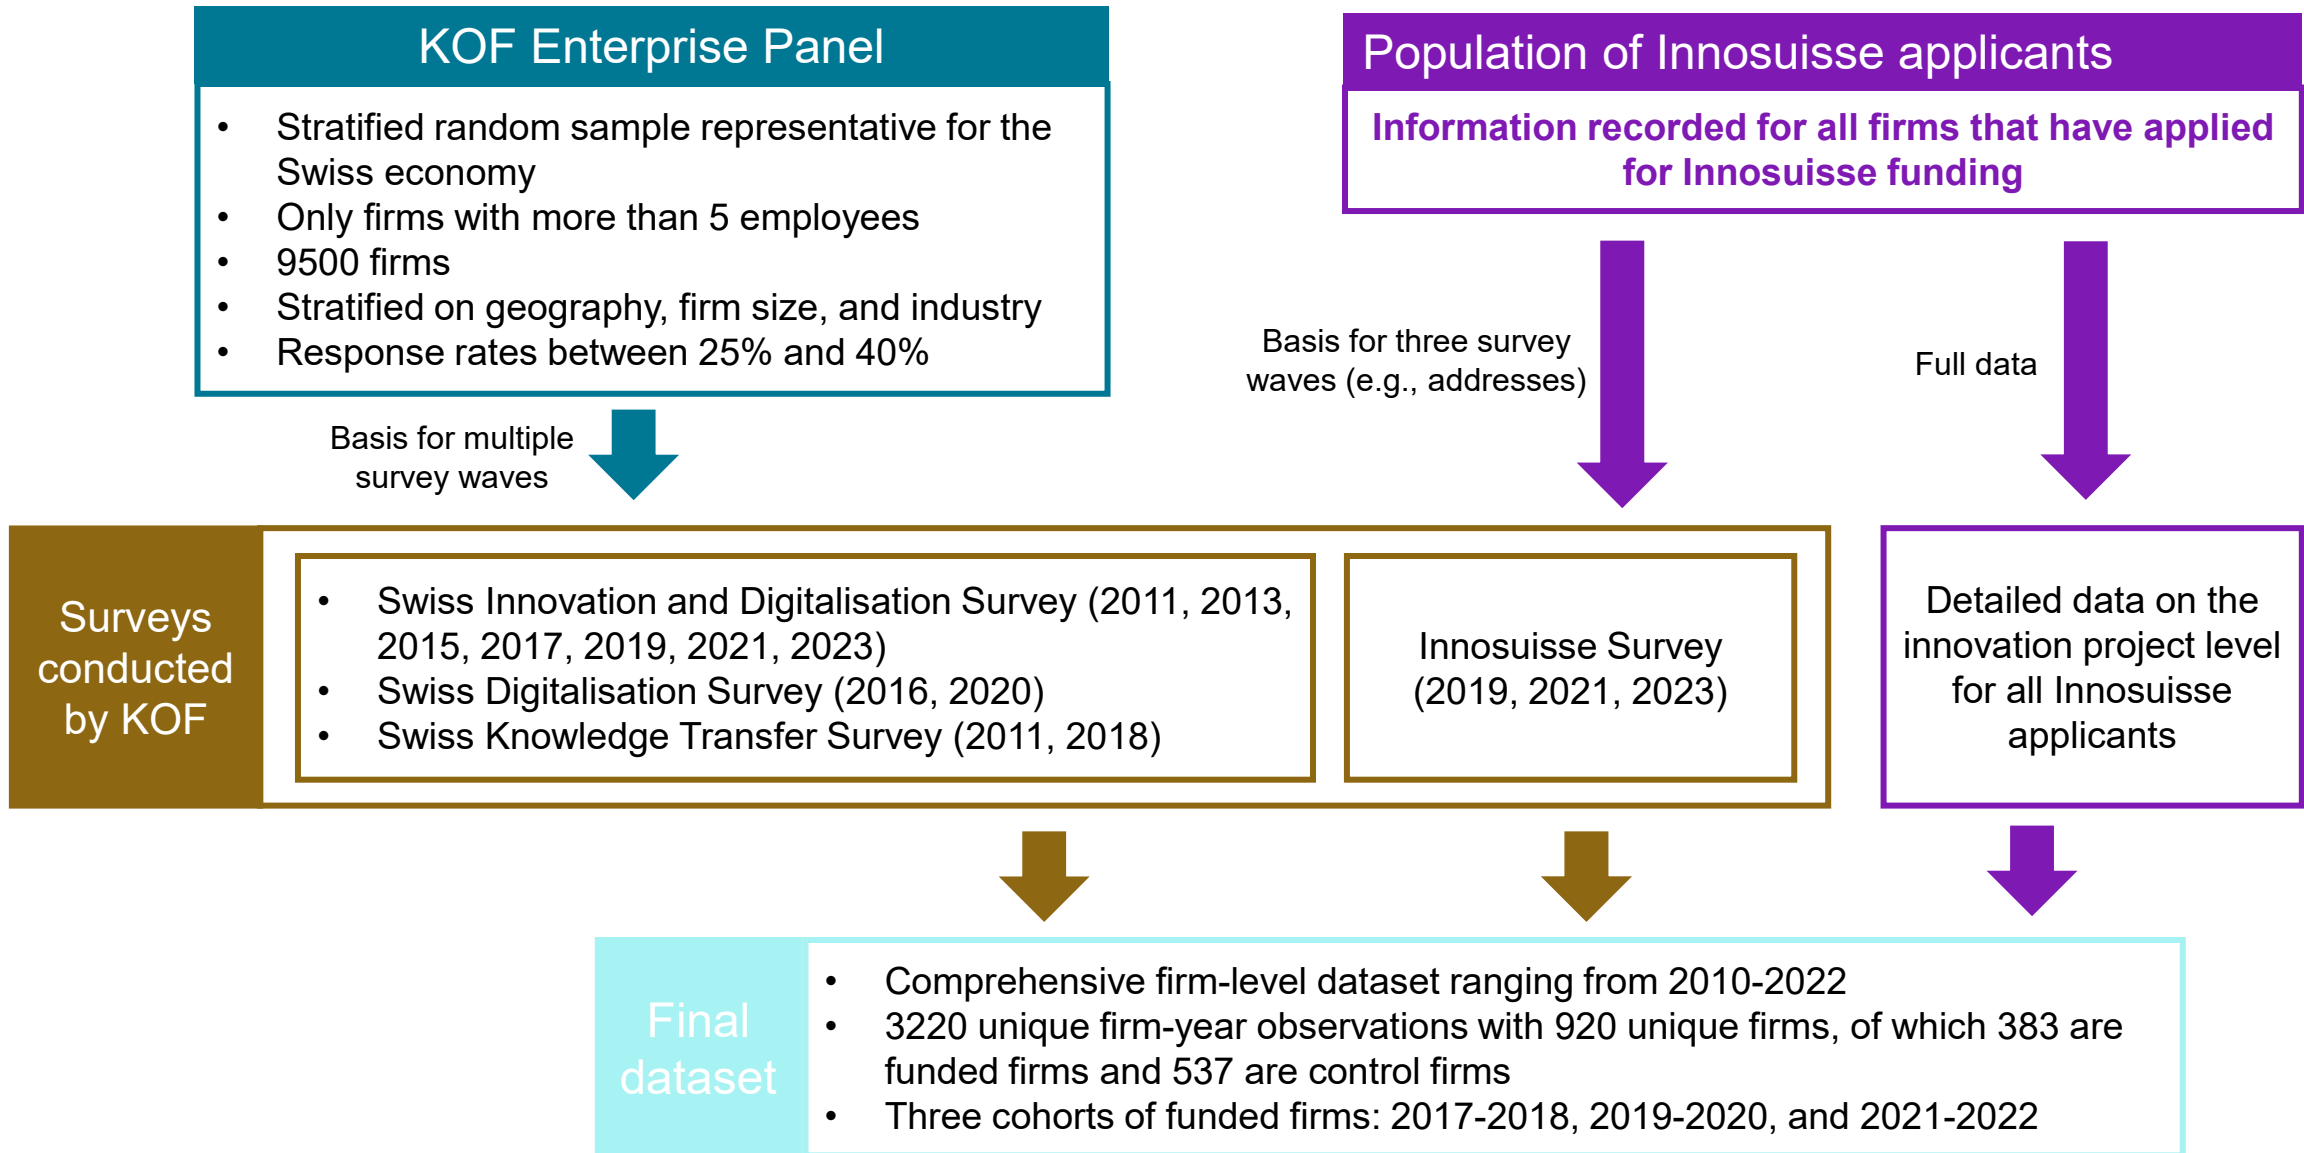 KOF Enterprise Panel
• Stratified random sample representative for the
Swiss economy
• Only firms with more than 5 employees
• 9500 firms
• Stratified on geography, firm size, and industry
• Response rates between 25% and 40%
Population of Innosuisse applicants
Information recorded for all firms that have applied
for Innosuisse funding
Basis for multiple
survey waves
Basis for three survey
waves (e.g., addresses)
Full data
Surveys
conducted
by KOF
• Swiss Innovation and Digitalisation Survey (2011, 2013,
2015, 2017, 2019, 2021, 2023)
• Swiss Digitalisation Survey (2016, 2020)
• Swiss Knowledge Transfer Survey (2011, 2018)
Innosuisse Survey
(2019, 2021, 2023)
Detailed data on the
innovation project level
for all Innosuisse
applicants
Final
dataset
• Comprehensive firm-level dataset ranging from 2010-2022
• 3220 unique firm-year observations with 920 unique firms, of which 383 are
funded firms and 537 are control firms
• Three cohorts of funded firms: 2017-2018, 2019-2020, and 2021-2022